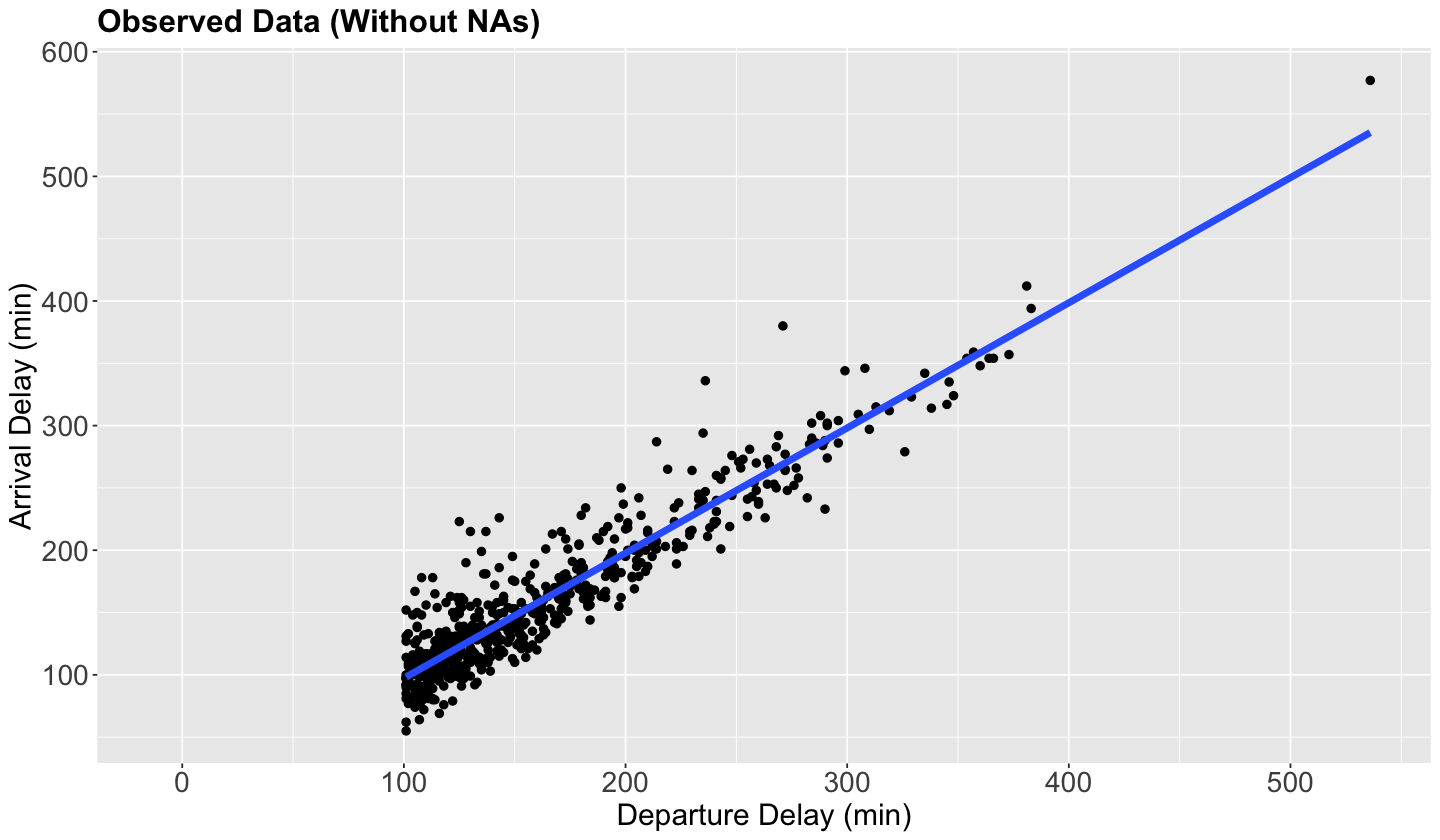 Observed Data (Without NAs)
600
500
400
300
200
100
Arrival Delay (min)
0 100 200 300 400 500
Departure Delay (min)